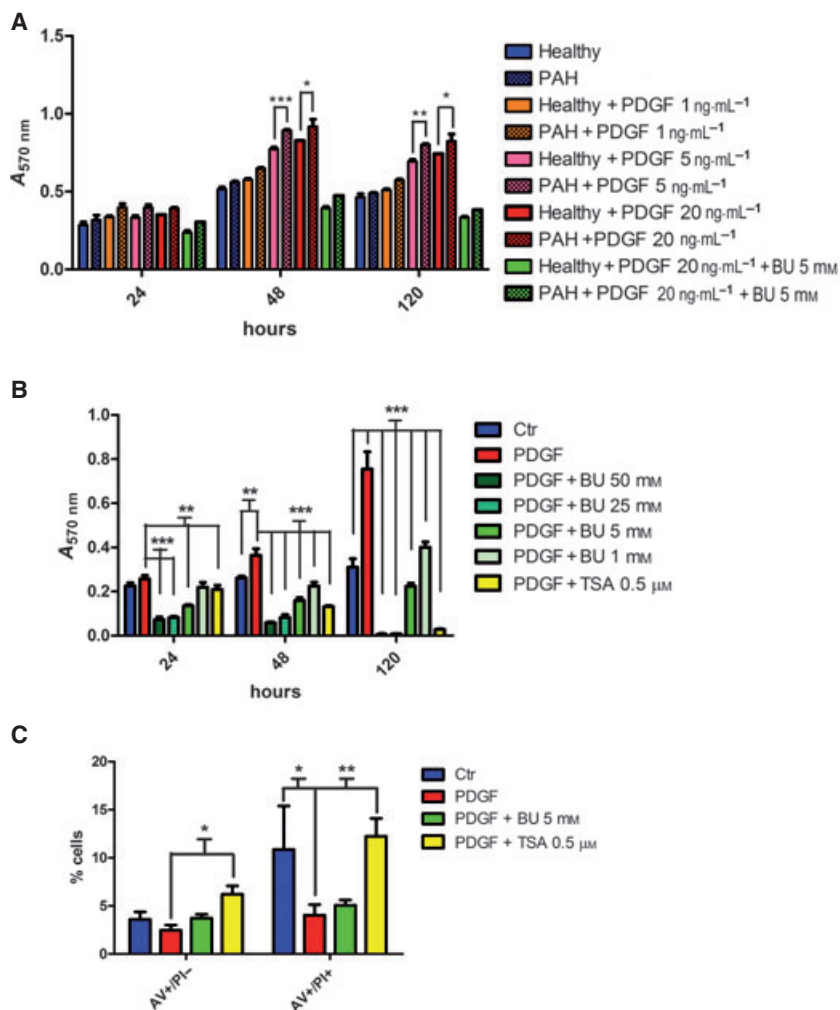 A
1.5
1.0
0.5
0.0
A570 nm
***
*
**
*
24
48
120
hours
Healthy
PAH
Healthy + PDGF 1 ng·mL⁻¹
PAH + PDGF 1 ng·mL⁻¹
Healthy + PDGF 5 ng·mL⁻¹
PAH + PDGF 5 ng·mL⁻¹
Healthy + PDGF 20 ng·mL⁻¹
PAH + PDGF 20 ng·mL⁻¹
Healthy + PDGF 20 ng·mL⁻¹ + BU 5 mM
PAH + PDGF 20 ng·mL⁻¹ + BU 5 mM
B
1.0
0.8
0.6
0.4
0.2
0.0
A570 nm
**
***
**
***
***
24
48
120
hours
Ctr
PDGF
PDGF + BU 50 mM
PDGF + BU 25 mM
PDGF + BU 5 mM
PDGF + BU 1 mM
PDGF + TSA 0.5 μM
C
20
15
10
5
0
% cells
*
*
**
AV+/PI−
AV+/PI+
Ctr
PDGF
PDGF + BU 5 mM
PDGF + TSA 0.5 μM